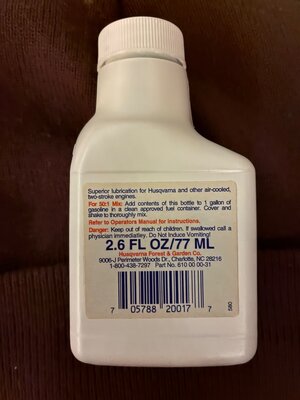 Superior lubrication for Husqvarna and other air-cooled,
two-stroke engines.
For 50:1 Mix: Add contents of this bottle to 1 gallon of
gasoline in a clean approved fuel container. Cover and
shake to thoroughly mix.
Refer to Operators Manual for Instructions.
Danger: Keep out of reach of children. If swallowed call a
physician immediatley. Do Not Induce Vomiting!
2.6 FL OZ/77 ML
Husqvarna Forest & Garden Co.
9006-J Perimeter Woods Dr., Charlotte, NC 28216
1-800-438-7297 Part No. 610 00 00-31
7 05788 20017 7
580